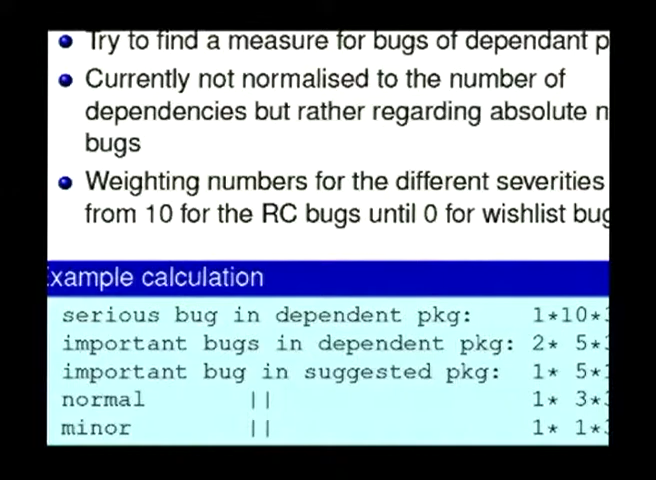 Try to find a measure for bugs of dependant p
Currently not normalised to the number of
dependencies but rather regarding absolute n
bugs
Weighting numbers for the different severities
from 10 for the RC bugs until 0 for wishlist bug
xample calculation
serious bug in dependent pkg: 1*10*
important bugs in dependent pkg: 2* 5*
important bug in suggested pkg: 1* 5*
normal || 1* 3*
minor || 1* 1*